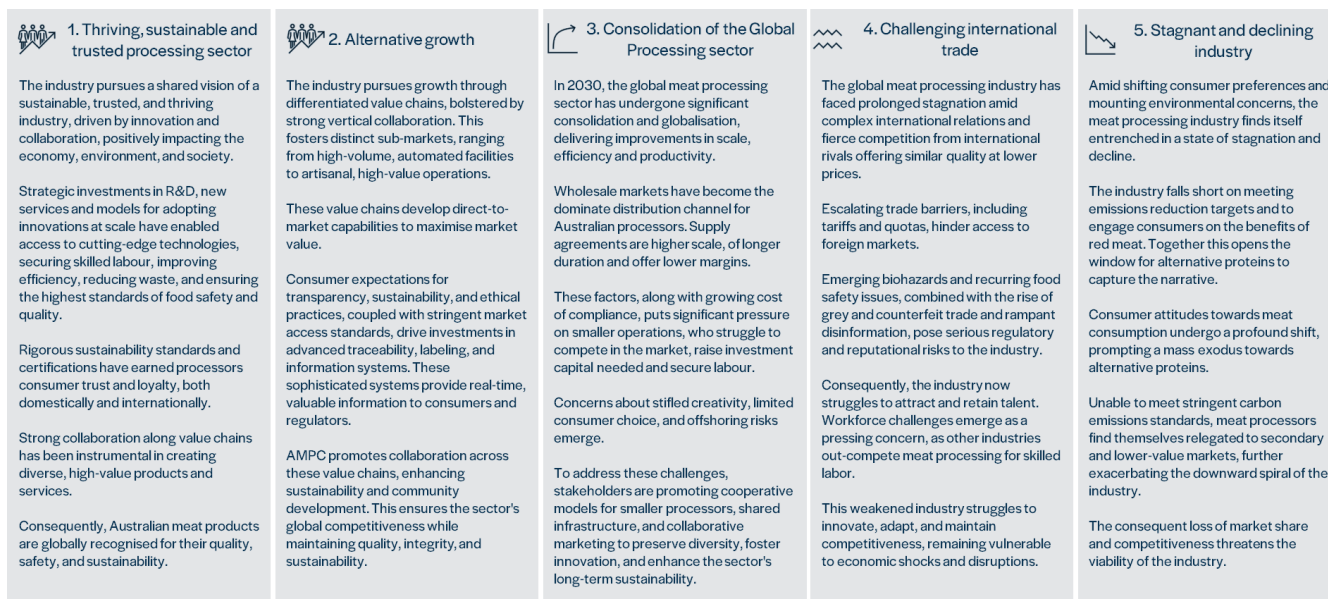 1. Thriving, sustainable and
trusted processing sector
The industry pursues a shared vision of a
sustainable, trusted, and thriving
industry, driven by innovation and
collaboration, positively impacting the
economy, environment, and society.
Strategic investments in R&D, new
services and models for adopting
innovations at scale have enabled
access to cutting-edge technologies,
securing skilled labour, improving
efficiency, reducing waste, and ensuring
the highest standards of food safety and
quality.
Rigorous sustainability standards and
certifications have earned processors
consumer trust and loyalty, both
domestically and internationally.
Strong collaboration along value chains
has been instrumental in creating
diverse, high-value products and
services.
Consequently, Australian meat products
are globally recognised for their quality,
safety, and sustainability.
2. Alternative growth
The industry pursues growth through
differentiated value chains, bolstered by
strong vertical collaboration. This
fosters distinct sub-markets, ranging
from high-volume, automated facilities
to artisanal, high-value operations.
These value chains develop direct-to-
market capabilities to maximise market
value.
Consumer expectations for
transparency, sustainability, and ethical
practices, coupled with stringent market
access standards, drive investments in
advanced traceability, labeling, and
information systems. These
sophisticated systems provide real-time,
valuable information to consumers and
regulators.
AMPC promotes collaboration across
these value chains, enhancing
sustainability and community
development. This ensures the sector's
global competitiveness while
maintaining quality, integrity, and
sustainability.
3. Consolidation of the Global
Processing sector
In 2030, the global meat processing
sector has undergone significant
consolidation and globalisation,
delivering improvements in scale,
efficiency and productivity.
Wholesale markets have become the
dominate distribution channel for
Australian processors. Supply
agreements are higher scale, of longer
duration and offer lower margins.
These factors, along with growing cost
of compliance, puts significant pressure
on smaller operations, who struggle to
compete in the market, raise investment
capital needed and secure labour.
Concerns about stifled creativity, limited
consumer choice, and offshoring risks
emerge.
To address these challenges,
stakeholders are promoting cooperative
models for smaller processors, shared
infrastructure, and collaborative
marketing to preserve diversity, foster
innovation, and enhance the sector's
long-term sustainability.
4. Challenging international
trade
The global meat processing industry has
faced prolonged stagnation amid
complex international relations and
fierce competition from international
rivals offering similar quality at lower
prices.
Escalating trade barriers, including
tariffs and quotas, hinder access to
foreign markets.
Emerging biohazards and recurring food
safety issues, combined with the rise of
grey and counterfeit trade and rampant
disinformation, pose serious regulatory
and reputational risks to the industry.
Consequently, the industry now
struggles to attract and retain talent.
Workforce challenges emerge as a
pressing concern, as other industries
out-compete meat processing for skilled
labor.
This weakened industry struggles to
innovate, adapt, and maintain
competitiveness, remaining vulnerable
to economic shocks and disruptions.
5. Stagnant and declining
industry
Amid shifting consumer preferences and
mounting environmental concerns, the
meat processing industry finds itself
entrenched in a state of stagnation and
decline.
The industry falls short on meeting
emissions reduction targets and to
engage consumers on the benefits of
red meat. Together this opens the
window for alternative proteins to
capture the narrative.
Consumer attitudes towards meat
consumption undergo a profound shift,
prompting a mass exodus towards
alternative proteins.
Unable to meet stringent carbon
emissions standards, meat processors
find themselves relegated to secondary
and lower-value markets, further
exacerbating the downward spiral of the
industry.
The consequent loss of market share
and competitiveness threatens the
viability of the industry.